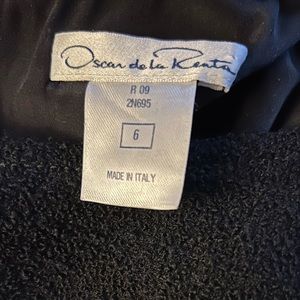 Oscar de la Renta
R 09
2N695
6
MADE IN ITALY